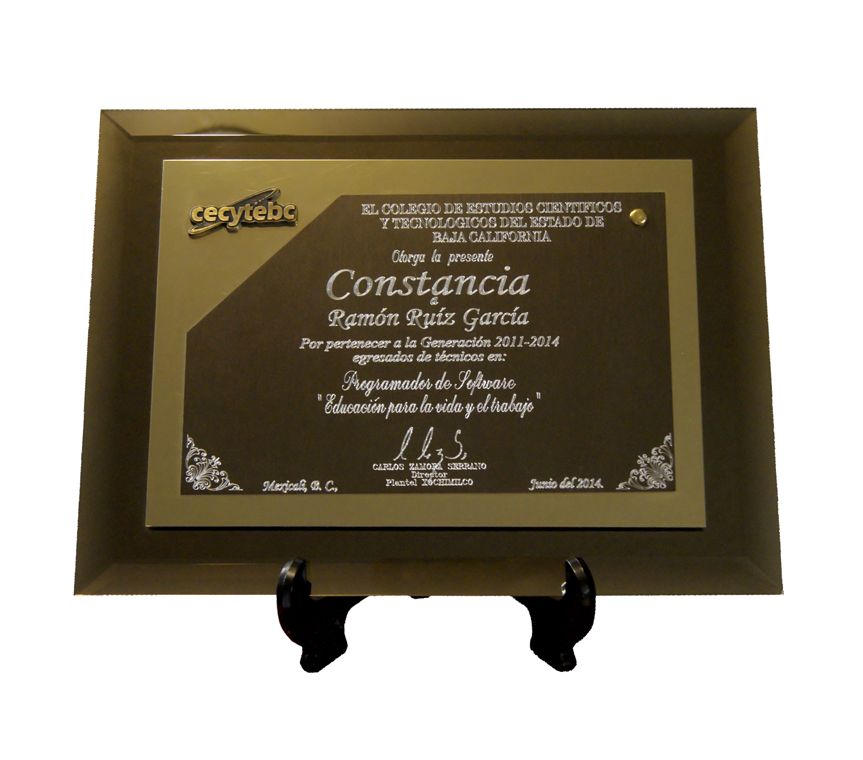 cecytebc
EL COLEGIO DE ESTUDIOS CIENTIFICOS
Y TECNOLOGICOS DEL ESTADO DE
BAJA CALIFORNIA
Otorga la presente
Constancia
a
Ramón Ruíz García
Por pertenecer a la Generación 2011-2014
egresados de técnicos en:
Programador de Software
"Educación para la vida y el trabajo"
CARLOS ZAMORA SERRANO
Director
Plantel XOCHIMILCO
Mexicali, B. C., Junio del 2014.